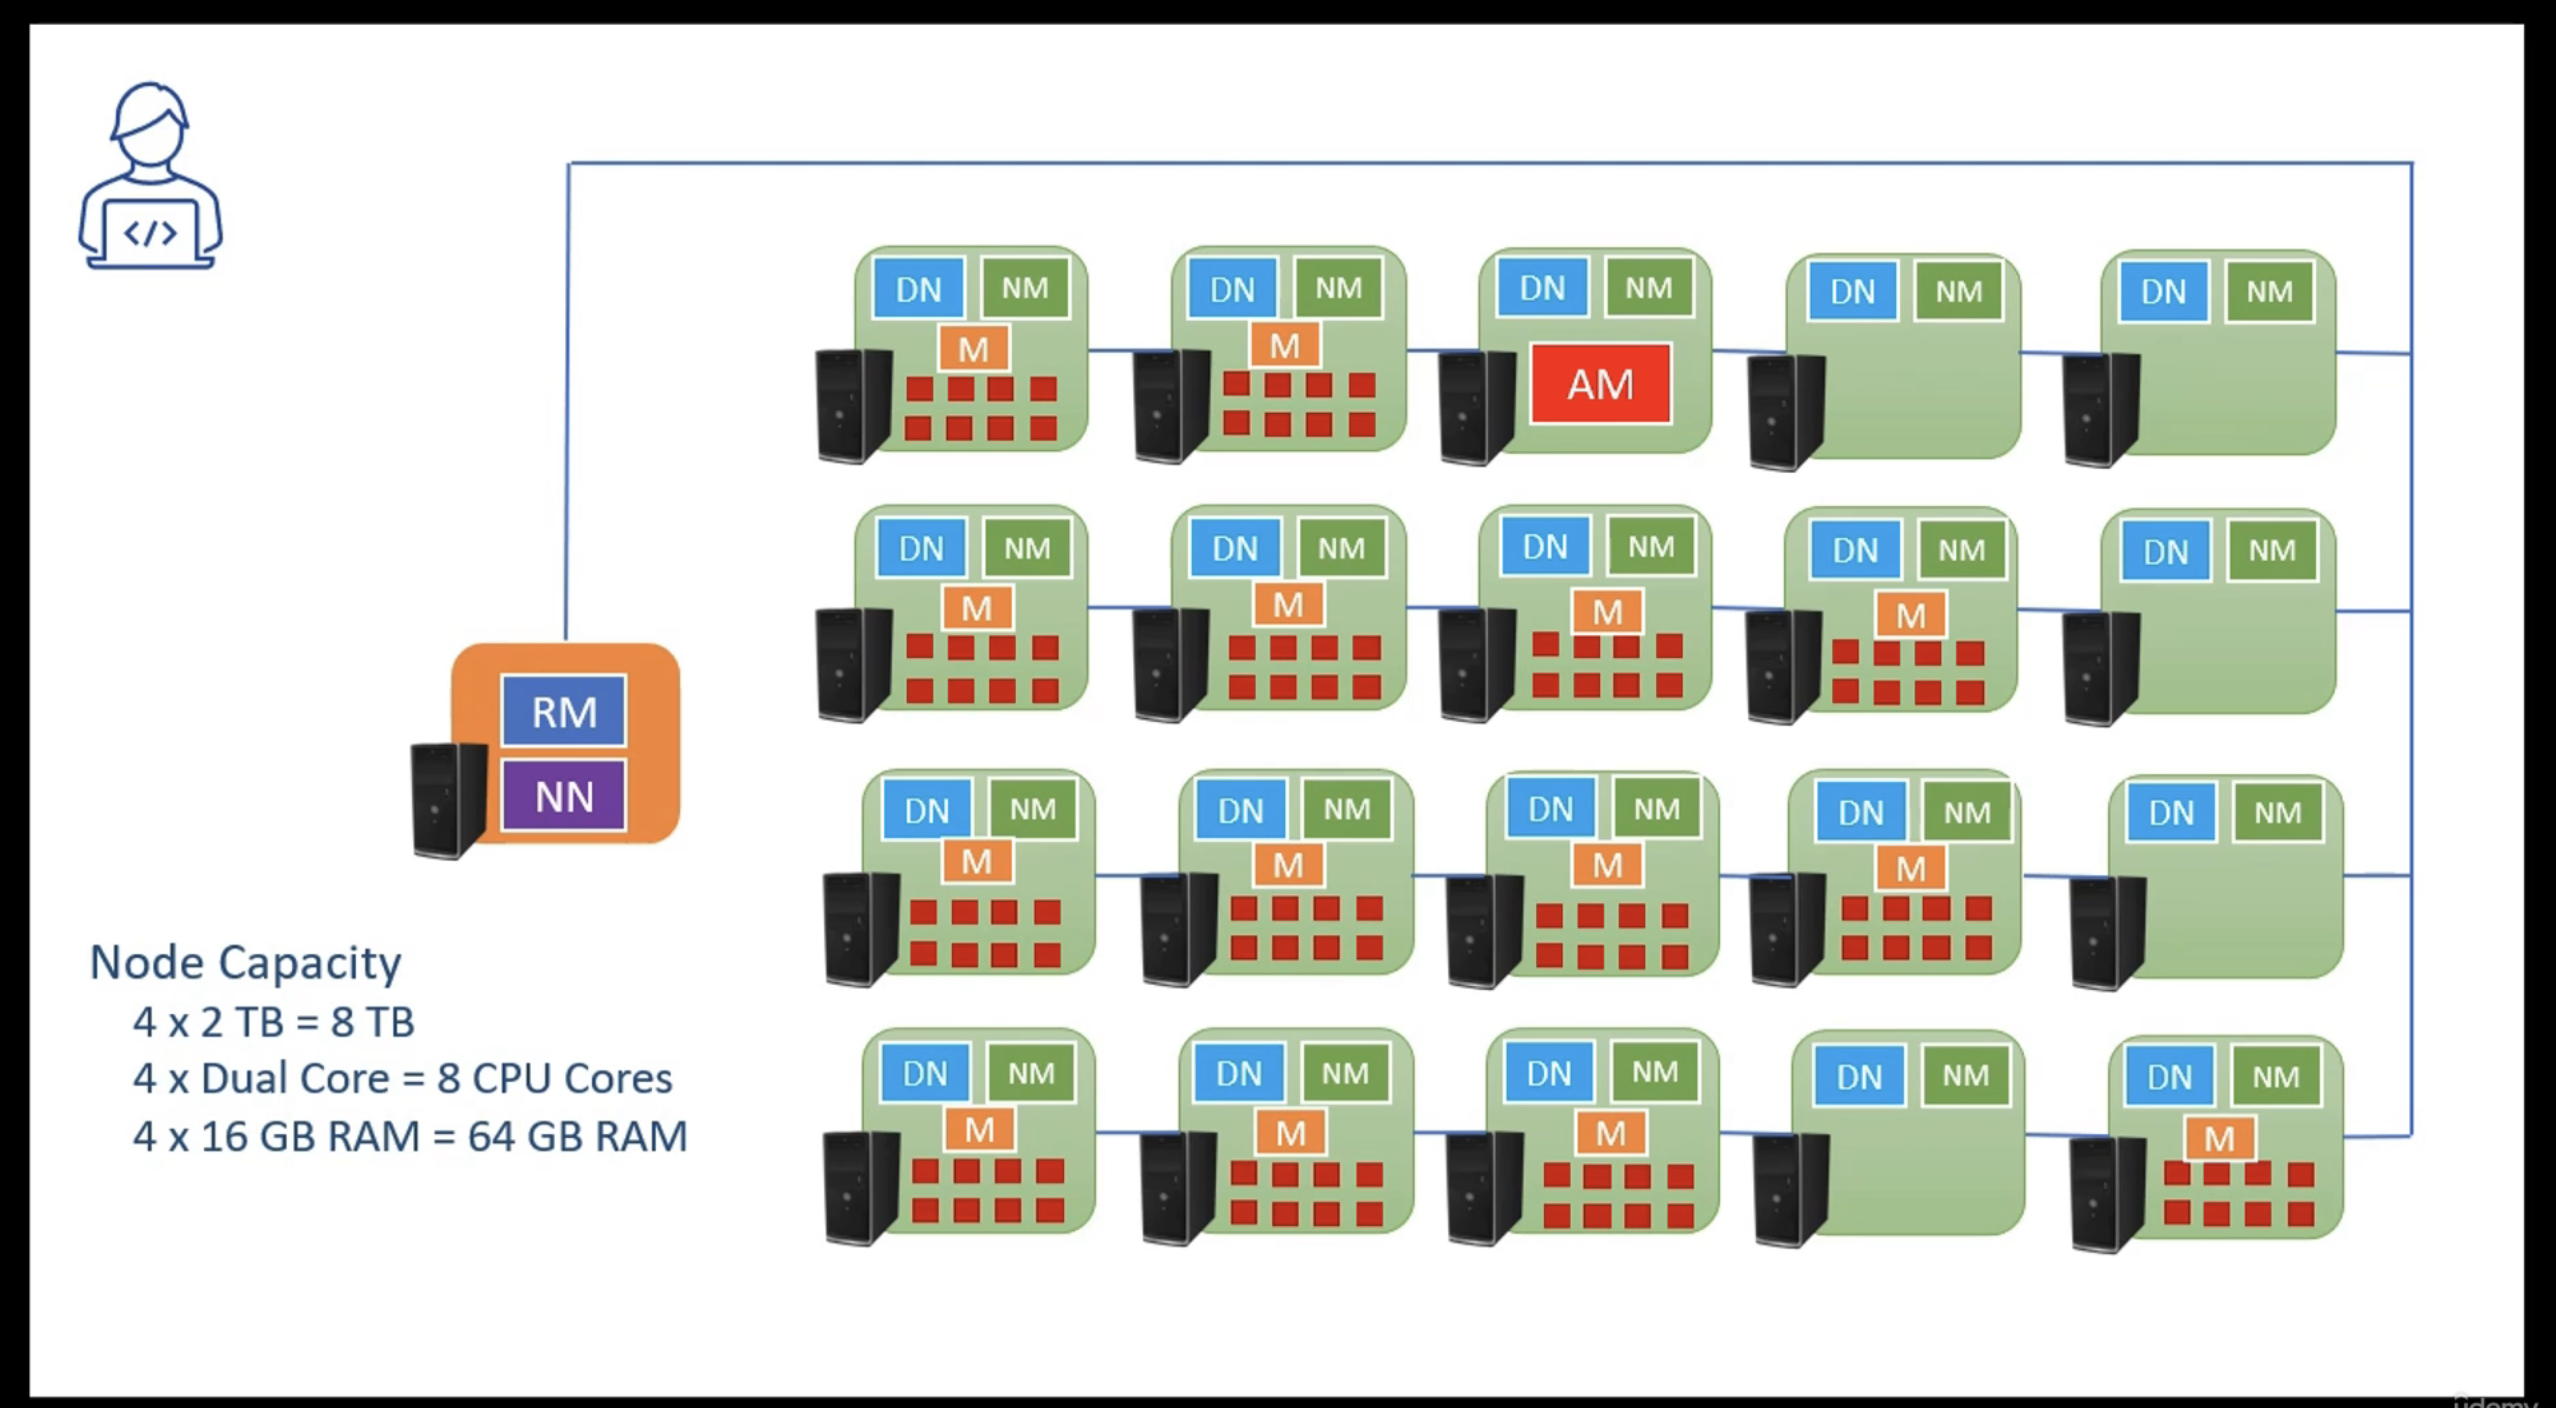 </>
DN NM DN NM DN NM DN NM DN NM
M M AM
DN NM DN NM DN NM DN NM DN NM
M M M M
RM
NN
DN NM DN NM DN NM DN NM DN NM
M M M M
Node Capacity
4 x 2 TB = 8 TB
4 x Dual Core = 8 CPU Cores
4 x 16 GB RAM = 64 GB RAM
DN NM DN NM DN NM DN NM DN NM
M M M M
udemy